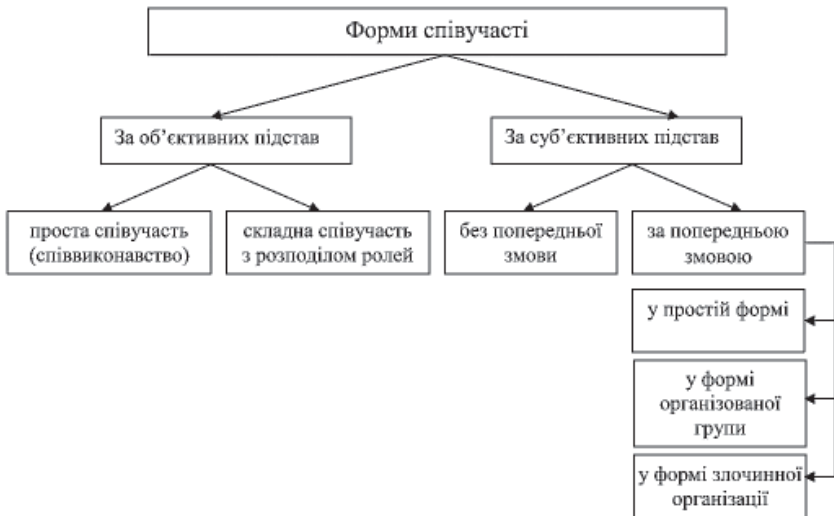 Форми співучасті
За об’єктивних підстав
За суб’єктивних підстав
проста співучасть
(співвиконавство)
складна співучасть
з розподілом ролей
без попередньої
змови
за попередньою
змовою
у простій формі
у формі
організованої
групи
у формі злочинної
організації